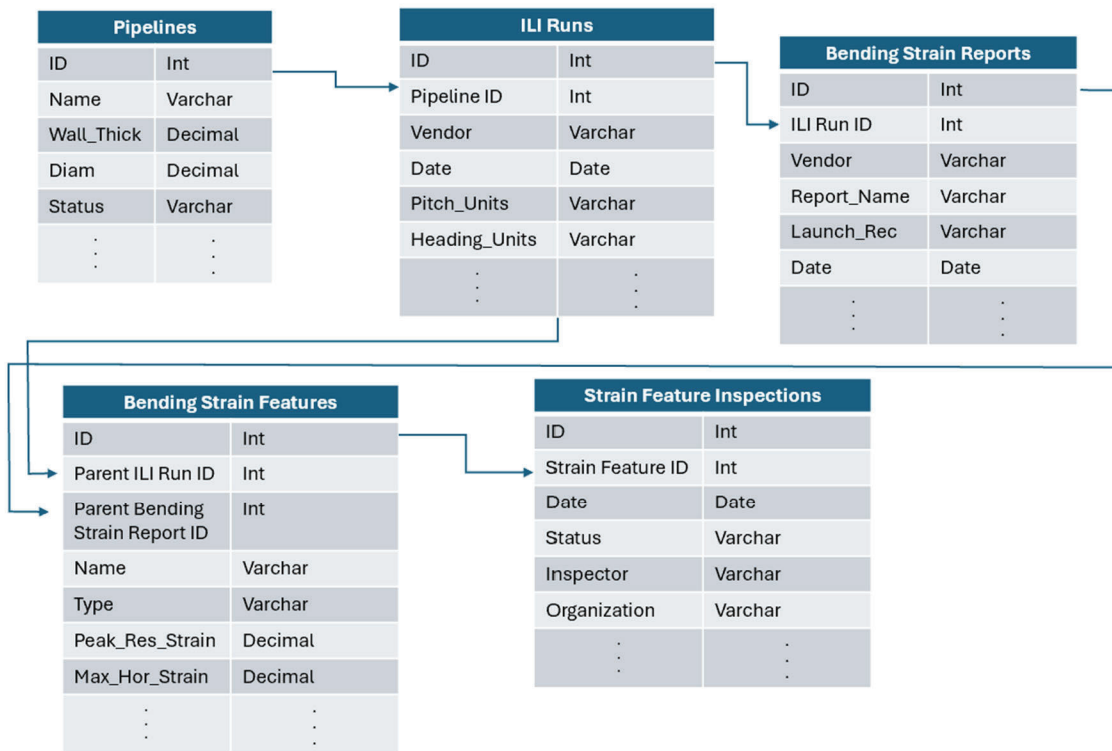 Pipelines
ID Int
Name Varchar
Wall_Thick Decimal
Diam Decimal
Status Varchar
ILI Runs
ID Int
Pipeline ID Int
Vendor Varchar
Date Date
Pitch_Units Varchar
Heading_Units Varchar
Bending Strain Reports
ID Int
ILI Run ID Int
Vendor Varchar
Report_Name Varchar
Launch_Rec Varchar
Date Date
Bending Strain Features
ID Int
Parent ILI Run ID Int
Parent Bending Int
Strain Report ID
Name Varchar
Type Varchar
Peak_Res_Strain Decimal
Max_Hor_Strain Decimal
Strain Feature Inspections
ID Int
Strain Feature ID Int
Date Date
Status Varchar
Inspector Varchar
Organization Varchar